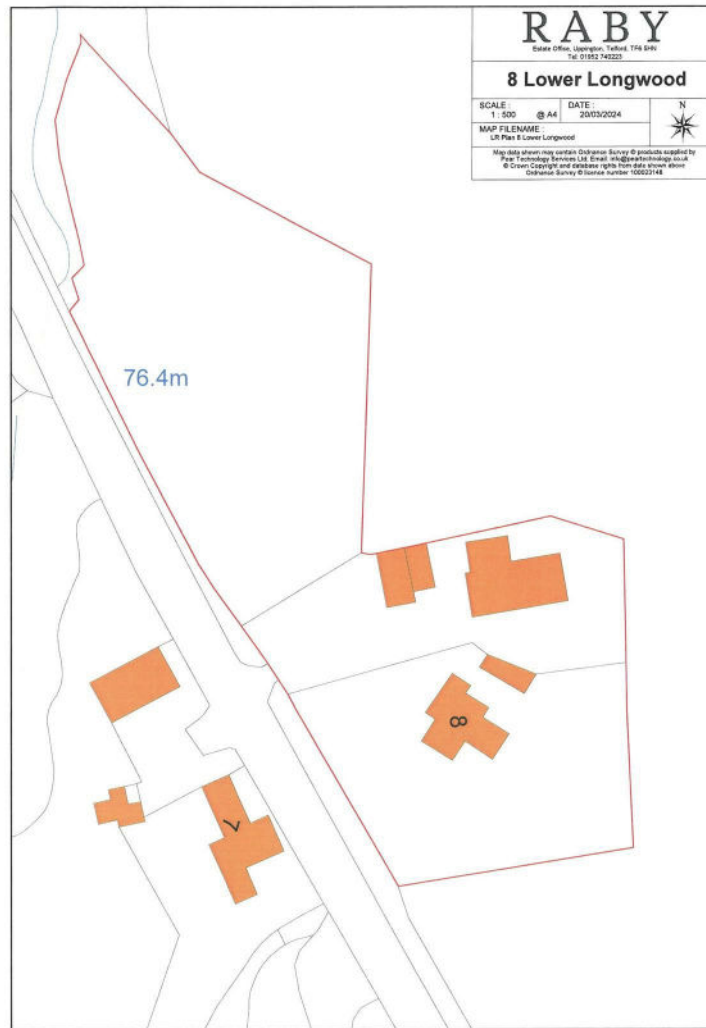 RABY
Estate Office, Uppington, Telford, TF6 5HN
Tel: 01952 740223
8 Lower Longwood
SCALE :
1 : 500 @ A4
DATE :
20/03/2024
N
MAP FILENAME :
LR Plan 8 Lower Longwood
Map data shown may contain Ordnance Survey © products supplied by
Pear Technology Services Ltd; Email: info@peartechnology.co.uk
© Crown Copyright and database rights from date shown above
Ordnance Survey © licence number 100023148
76.4m
8
7